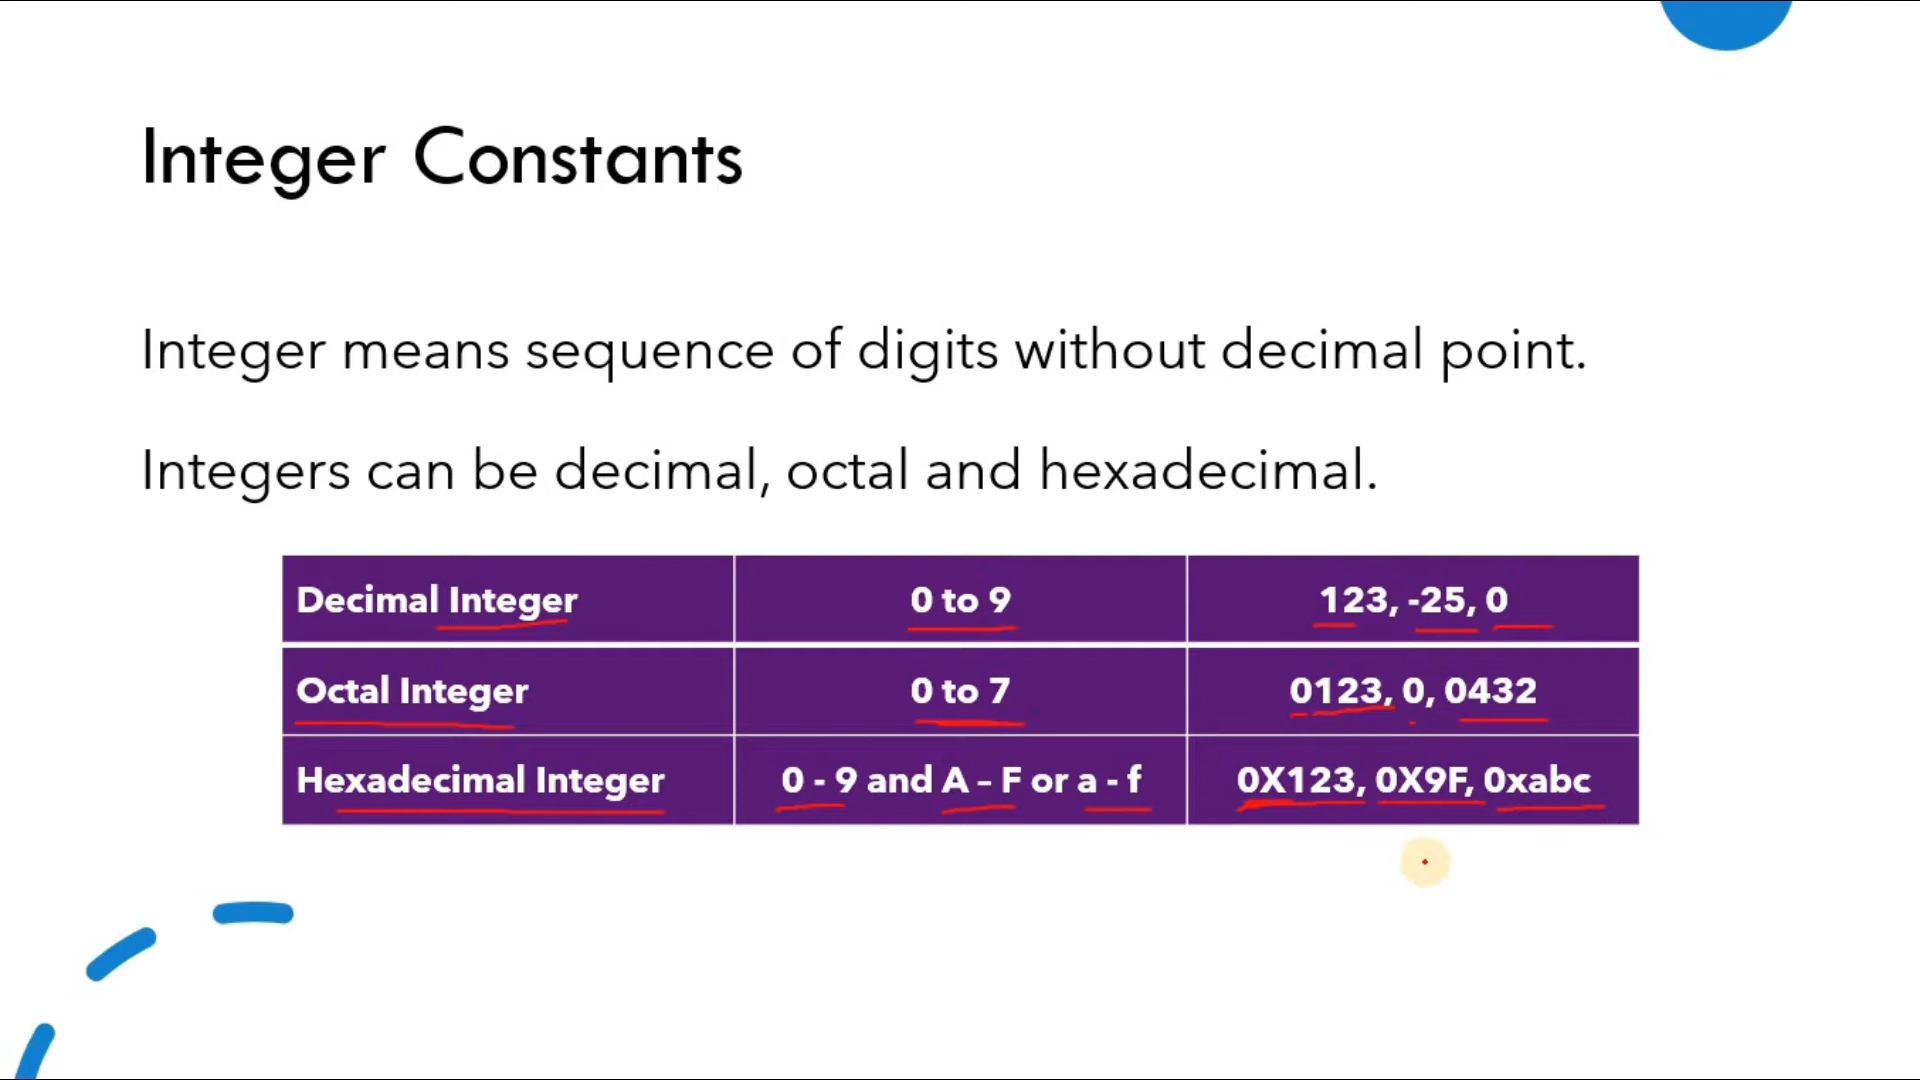 Integer Constants
Integer means sequence of digits without decimal point.
Integers can be decimal, octal and hexadecimal.
Decimal Integer 0 to 9 123, -25, 0
Octal Integer 0 to 7 0123, 0, 0432
Hexadecimal Integer 0 - 9 and A – F or a - f 0X123, 0X9F, 0xabc